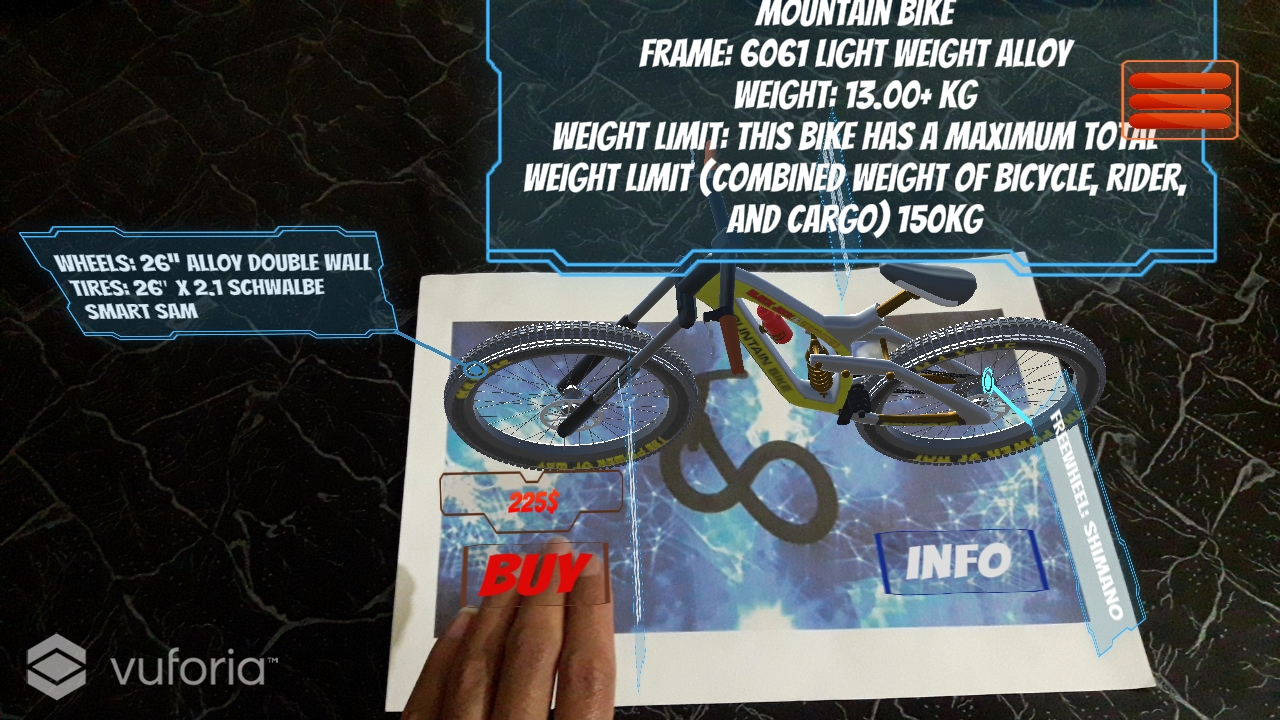 MOUNTAIN BIKE
FRAME: 6061 LIGHT WEIGHT ALLOY
WEIGHT: 13.00+ KG
WEIGHT LIMIT: THIS BIKE HAS A MAXIMUM TOTAL
WEIGHT LIMIT (COMBINED WEIGHT OF BICYCLE, RIDER,
AND CARGO) 150KG
WHEELS: 26" ALLOY DOUBLE WALL
TIRES: 26' X 2.1 SCHWALBE
SMART SAM
MOUNTAIN BIKE
FREEWHEEL: SHIMANO
225$
BUY
INFO
vuforia™